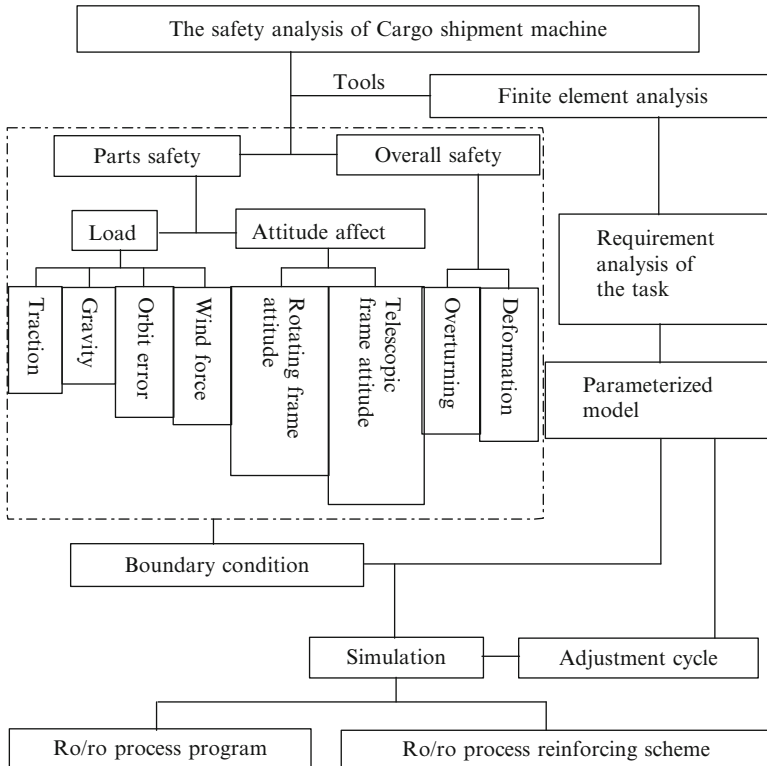 The safety analysis of Cargo shipment machine
Tools
Finite element analysis
Parts safety
Overall safety
Load
Attitude affect
Requirement
analysis of
the task
Traction
Gravity
Orbit error
Wind force
Rotating frame
attitude
Telescopic
frame attitude
Overturning
Deformation
Parameterized
model
Boundary condition
Simulation
Adjustment cycle
Ro/ro process program
Ro/ro process reinforcing scheme